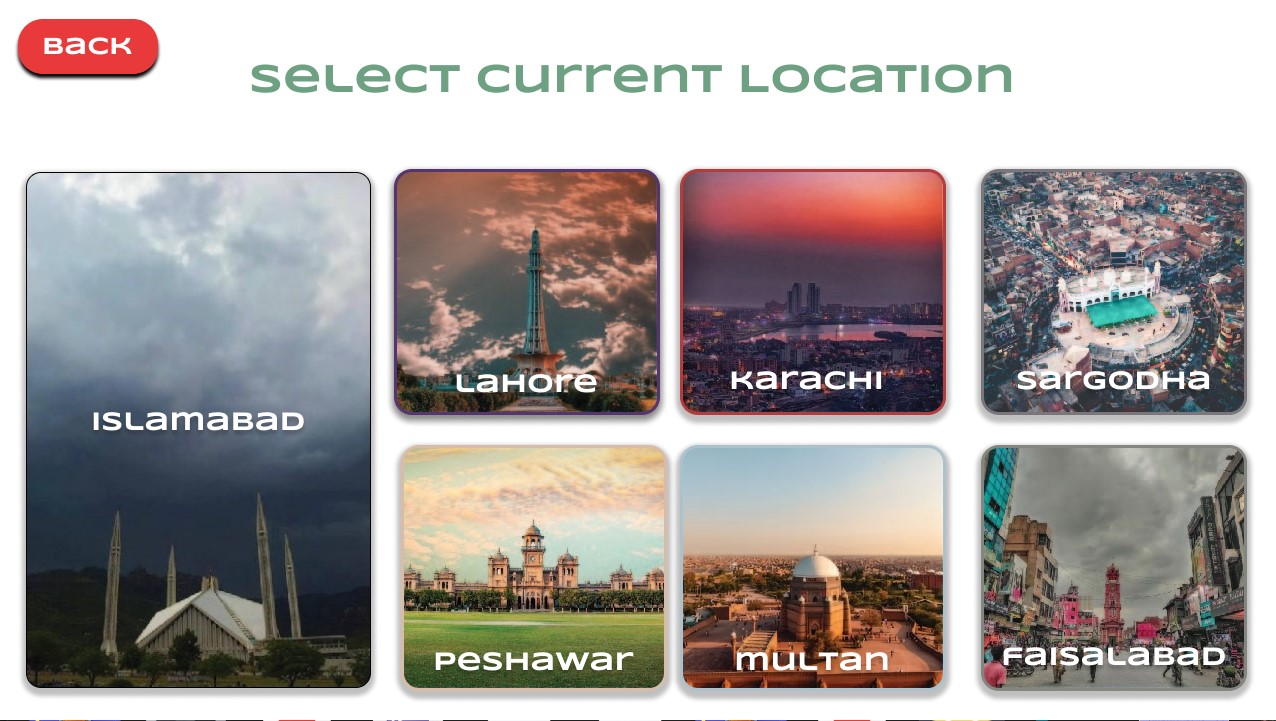 BACK
SELECT CURRENT LOCATION
ISLAMABAD
LAHORE
KARACHI
SARGODHA
PESHAWAR
MULTAN
FAISALABAD